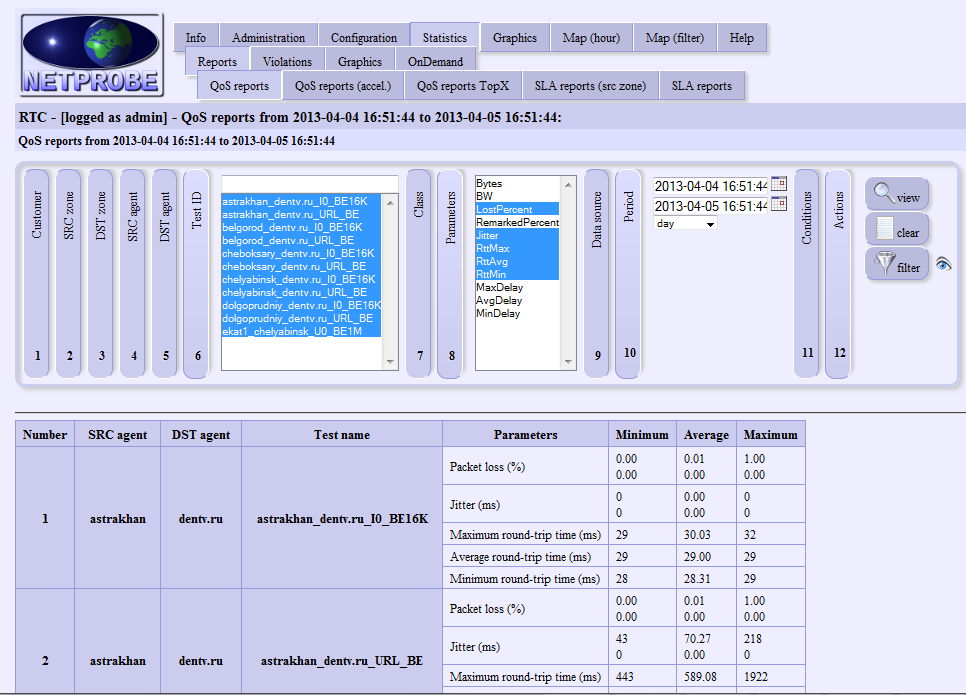 NETPROBE
Info Administration Configuration Statistics Graphics Map (hour) Map (filter) Help
Reports Violations Graphics OnDemand
QoS reports QoS reports (accel.) QoS reports TopX SLA reports (src zone) SLA reports
RTC - [logged as admin] - QoS reports from 2013-04-04 16:51:44 to 2013-04-05 16:51:44:
QoS reports from 2013-04-04 16:51:44 to 2013-04-05 16:51:44
Customer
1
SRC zone
2
DST zone
3
SRC agent
4
DST agent
5
Test ID
6
astrakhan_dentv.ru_I0_BE16K
astrakhan_dentv.ru_URL_BE
belgorod_dentv.ru_I0_BE16K
belgorod_dentv.ru_URL_BE
cheboksary_dentv.ru_I0_BE16K
cheboksary_dentv.ru_URL_BE
chelyabinsk_dentv.ru_I0_BE16K
chelyabinsk_dentv.ru_URL_BE
dolgoprudniy_dentv.ru_I0_BE16K
dolgoprudniy_dentv.ru_URL_BE
ekat1_chelyabinsk_U0_BE1M
Class
7
Parameters
8
Bytes
BW
LostPercent
RemarkedPercent
Jitter
RttMax
RttAvg
RttMin
MaxDelay
AvgDelay
MinDelay
Data source
9
Period
10
2013-04-04 16:51:44
2013-04-05 16:51:44
day
Conditions
11
Actions
12
view
clear
filter
Number SRC agent DST agent Test name Parameters Minimum Average Maximum
1 astrakhan dentv.ru astrakhan_dentv.ru_I0_BE16K
Packet loss (%) 0.00 0.01 1.00
0.00 0.00 0.00
Jitter (ms) 0 0.00 0
0 0.00 0
Maximum round-trip time (ms) 29 30.03 32
Average round-trip time (ms) 29 29.00 29
Minimum round-trip time (ms) 28 28.31 29
2 astrakhan dentv.ru astrakhan_dentv.ru_URL_BE
Packet loss (%) 0.00 0.01 1.00
0.00 0.00 0.00
Jitter (ms) 43 70.27 218
0 0.00 0
Maximum round-trip time (ms) 443 589.08 1922